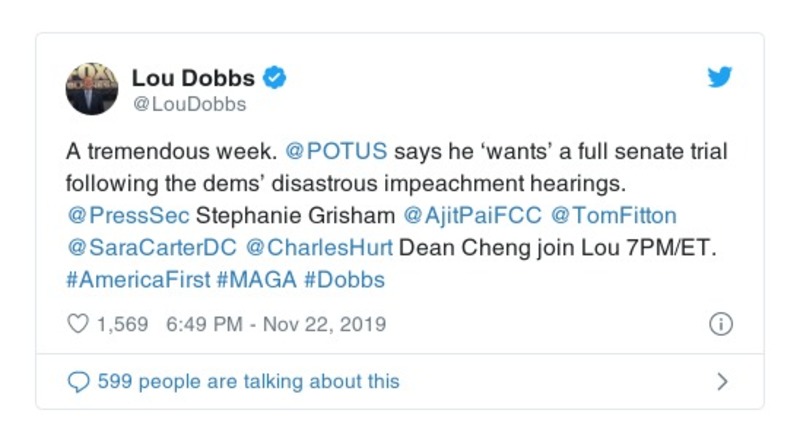 Lou Dobbs
@LouDobbs
A tremendous week. @POTUS says he ‘wants’ a full senate trial
following the dems’ disastrous impeachment hearings.
@PressSec Stephanie Grisham @AjitPaiFCC @TomFitton
@SaraCarterDC @CharlesHurt Dean Cheng join Lou 7PM/ET.
#AmericaFirst #MAGA #Dobbs
1,569 6:49 PM - Nov 22, 2019
599 people are talking about this